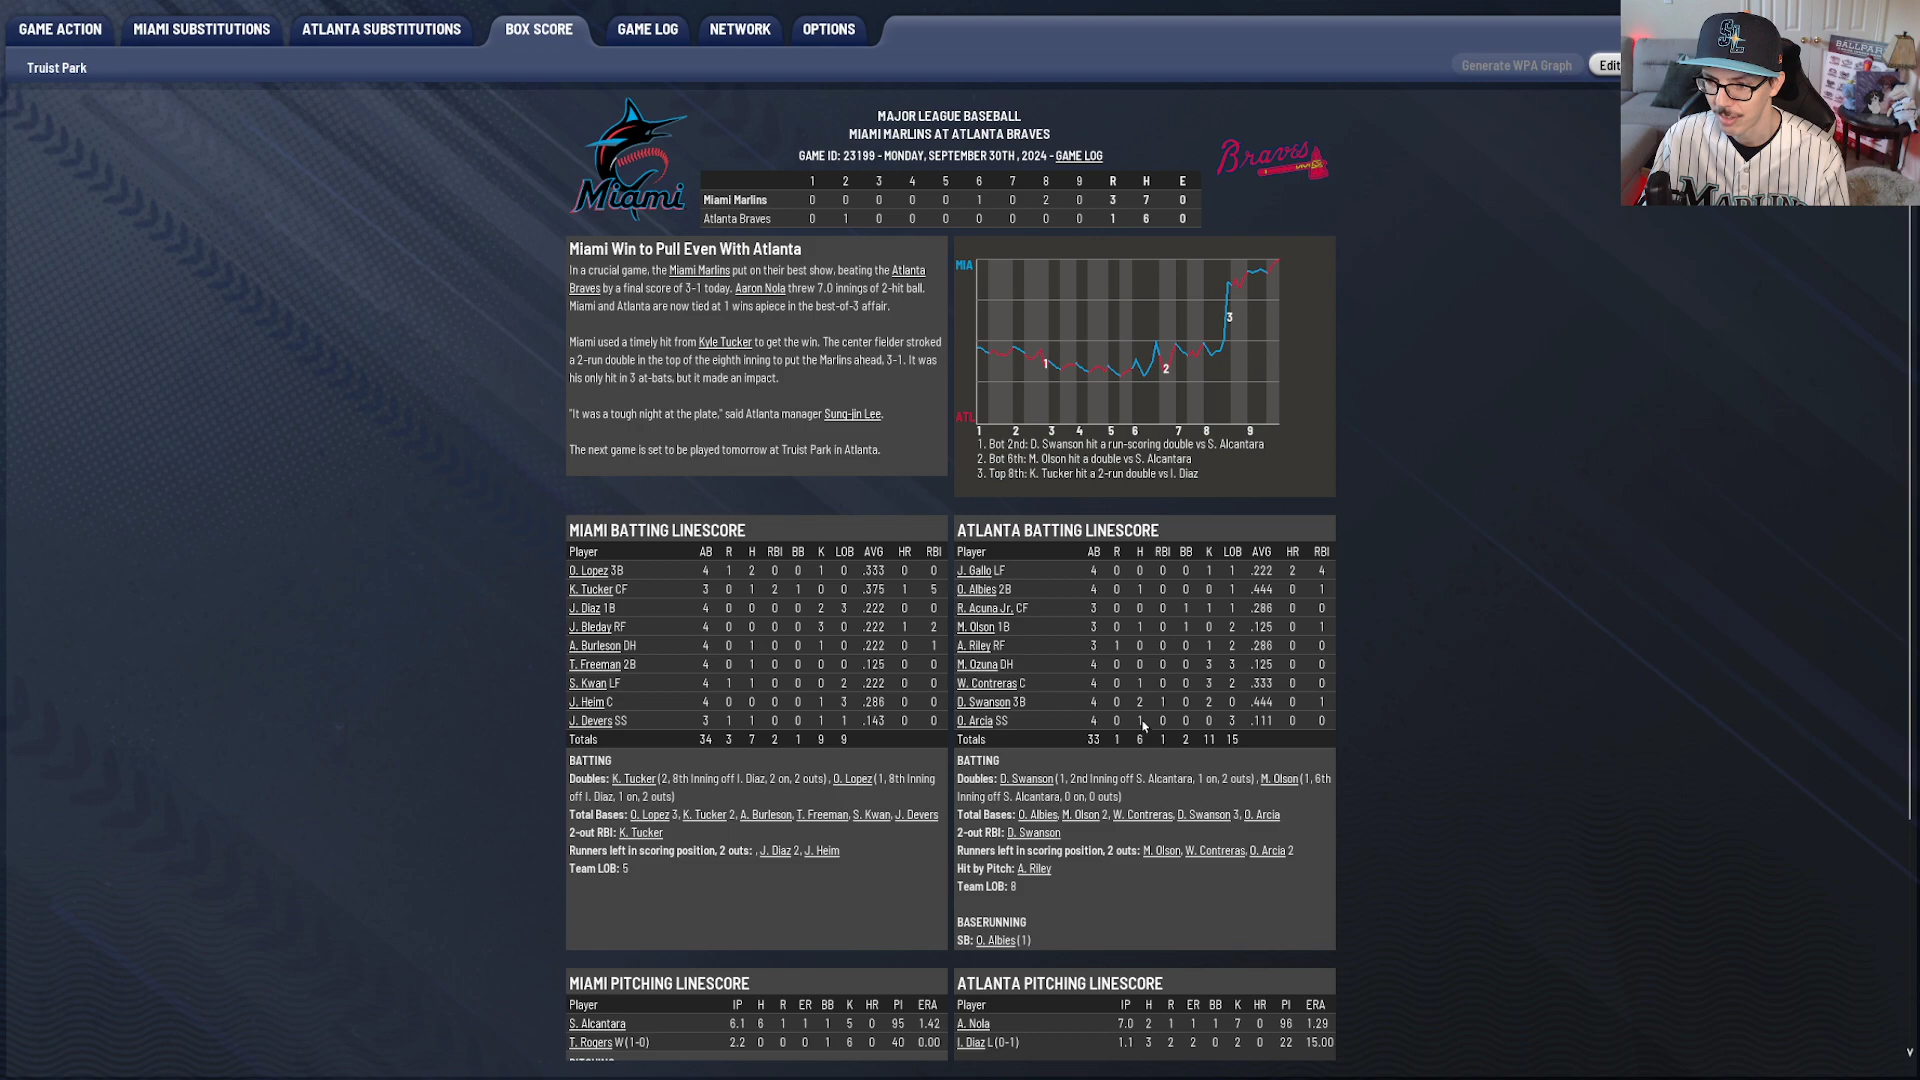 GAME ACTION MIAMI SUBSTITUTIONS ATLANTA SUBSTITUTIONS BOX SCORE GAME LOG NETWORK OPTIONS
Truist Park
Generate WPA Graph Edit
MAJOR LEAGUE BASEBALL
MIAMI MARLINS AT ATLANTA BRAVES
GAME ID: 23199 - MONDAY, SEPTEMBER 30TH, 2024 - GAME LOG
Miami
Braves
1 2 3 4 5 6 7 8 9 R H E
Miami Marlins 0 0 0 0 0 1 0 2 0 3 7 0
Atlanta Braves 0 1 0 0 0 0 0 0 0 1 6 0
Miami Win to Pull Even With Atlanta
In a crucial game, the Miami Marlins put on their best show, beating the Atlanta
Braves by a final score of 3-1 today. Aaron Nola threw 7.0 innings of 2-hit ball.
Miami and Atlanta are now tied at 1 wins apiece in the best-of-3 affair.
Miami used a timely hit from Kyle Tucker to get the win. The center fielder stroked
a 2-run double in the top of the eighth inning to put the Marlins ahead, 3-1. It was
his only hit in 3 at-bats, but it made an impact.
"It was a tough night at the plate," said Atlanta manager Sung-jin Lee.
The next game is set to be played tomorrow at Truist Park in Atlanta.
MIA
3
1
2
ATL
1 2 3 4 5 6 7 8 9
1. Bot 2nd: D. Swanson hit a run-scoring double vs S. Alcantara
2. Bot 6th: M. Olson hit a double vs S. Alcantara
3. Top 8th: K. Tucker hit a 2-run double vs I. Diaz
MIAMI BATTING LINESCORE
Player AB R H RBI BB K LOB AVG HR RBI
O. Lopez 3B 4 1 2 0 0 1 0 .333 0 0
K. Tucker CF 3 0 1 2 1 0 0 .375 1 5
J. Diaz 1B 4 0 0 0 0 2 3 .222 0 0
J. Bleday RF 4 0 0 0 0 3 0 .222 1 2
A. Burleson DH 4 0 1 0 0 1 0 .222 0 1
T. Freeman 2B 4 0 1 0 0 0 0 .125 0 0
S. Kwan LF 4 1 1 0 0 0 2 .222 0 0
J. Heim C 4 0 0 0 0 1 3 .286 0 0
J. Devers SS 3 1 1 0 0 1 1 .143 0 0
Totals 34 3 7 2 1 9 9
BATTING
Doubles: K. Tucker (2, 8th Inning off I. Diaz, 2 on, 2 outs) , O. Lopez (1, 8th Inning
off I. Diaz, 1 on, 2 outs)
Total Bases: O. Lopez 3, K. Tucker 2, A. Burleson, T. Freeman, S. Kwan, J. Devers
2-out RBI: K. Tucker
Runners left in scoring position, 2 outs: , J. Diaz 2, J. Heim
Team LOB: 5
ATLANTA BATTING LINESCORE
Player AB R H RBI BB K LOB AVG HR RBI
J. Gallo LF 4 0 0 0 0 1 1 .222 2 4
O. Albies 2B 4 0 1 0 0 0 1 .444 0 1
R. Acuna Jr. CF 3 0 0 0 1 1 1 .286 0 0
M. Olson 1B 3 0 1 0 1 0 2 .125 0 1
A. Riley RF 3 1 0 0 0 1 2 .286 0 0
M. Ozuna DH 4 0 0 0 0 3 3 .125 0 0
W. Contreras C 4 0 1 0 0 3 2 .333 0 0
D. Swanson 3B 4 0 2 1 0 2 0 .444 0 1
O. Arcia SS 4 0 1 0 0 0 3 .111 0 0
Totals 33 1 6 1 2 11 15
BATTING
Doubles: D. Swanson (1, 2nd Inning off S. Alcantara, 1 on, 2 outs) , M. Olson (1, 6th
Inning off S. Alcantara, 0 on, 0 outs)
Total Bases: O. Albies, M. Olson 2, W. Contreras, D. Swanson 3, O. Arcia
2-out RBI: D. Swanson
Runners left in scoring position, 2 outs: M. Olson, W. Contreras, O. Arcia 2
Hit by Pitch: A. Riley
Team LOB: 8
BASERUNNING
SB: O. Albies (1)
MIAMI PITCHING LINESCORE
Player IP H R ER BB K HR PI ERA
S. Alcantara 6.1 6 1 1 1 5 0 95 1.42
T. Rogers W (1-0) 2.2 0 0 0 1 6 0 40 0.00
ATLANTA PITCHING LINESCORE
Player IP H R ER BB K HR PI ERA
A. Nola 7.0 2 1 1 1 7 0 96 1.29
I. Diaz L (0-1) 1.1 3 2 2 0 2 0 22 15.00